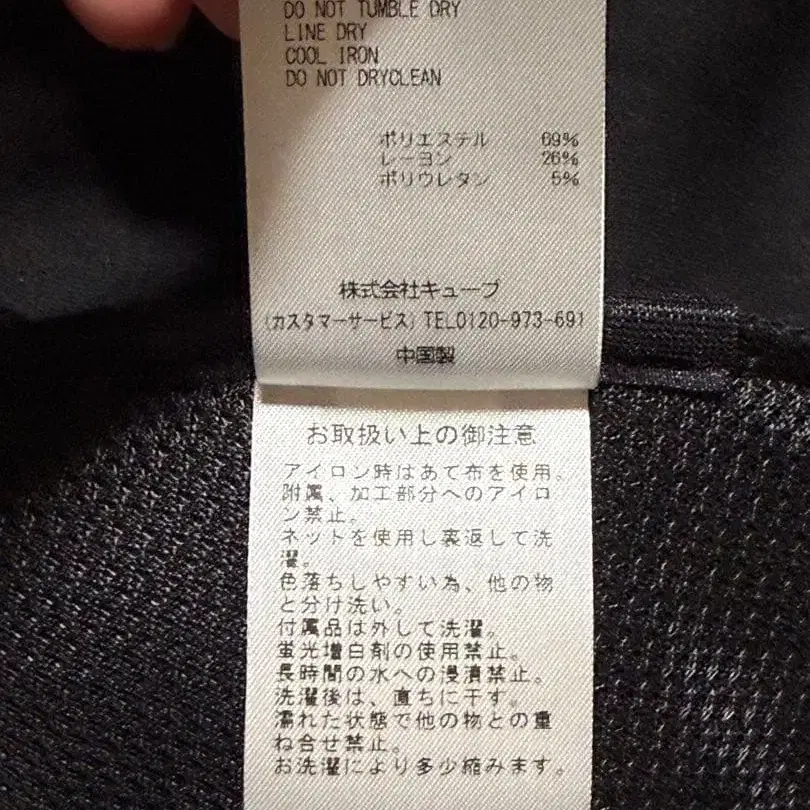 DO NOT TUMBLE DRY
LINE DRY
COOL IRON
DO NOT DRYCLEAN
ポリエステル 69%
レーヨン 26%
ポリウレタン 5%
株式会社キューブ
(カスタマーサービス) TEL0120-973-691
中国製
お取扱い上の御注意
アイロン時はあて布を使用。
附属、加工部分へのアイロ
ン禁止。
ネットを使用し裏返して洗
濯。
色落ちしやすい為、他の物
と分け洗い。
付属品は外して洗濯。
蛍光増白剤の使用禁止。
長時間の水への浸漬禁止。
洗濯後は、直ちに干す。
濡れた状態で他の物との重
ね合せ禁止。
お洗濯により多少縮みます。